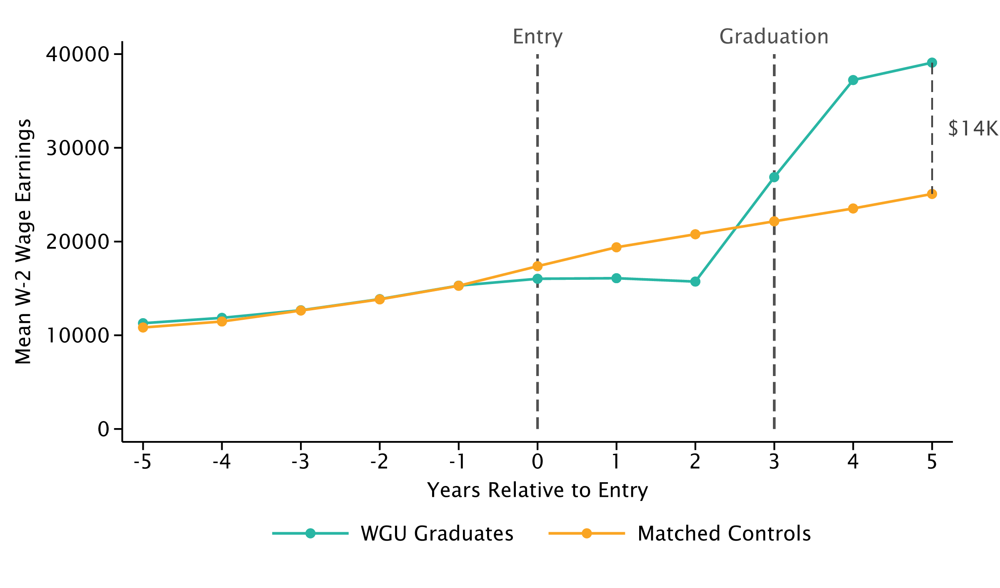 Entry Graduation
40000
30000
20000
10000
0
Mean W-2 Wage Earnings
$14K
-5 -4 -3 -2 -1 0 1 2 3 4 5
Years Relative to Entry
WGU Graduates Matched Controls